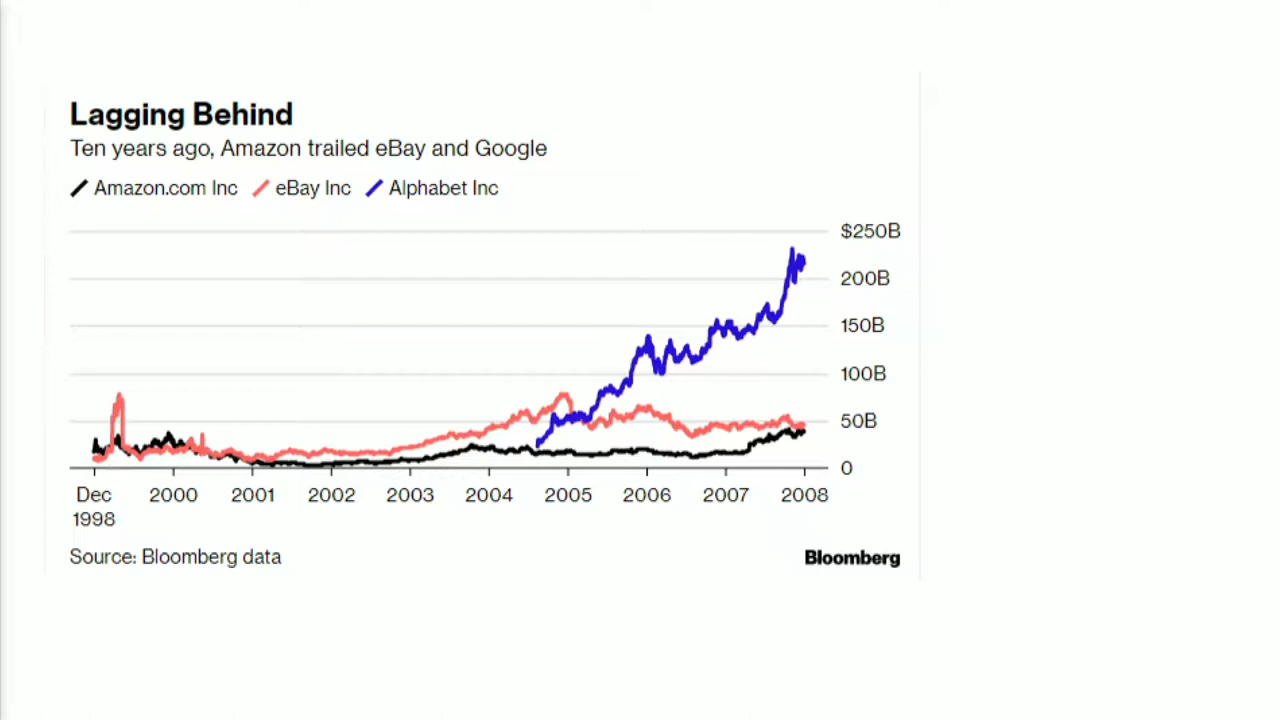 Lagging Behind
Ten years ago, Amazon trailed eBay and Google
Amazon.com Inc eBay Inc Alphabet Inc
$250B
200B
150B
100B
50B
0
Dec 1998 2000 2001 2002 2003 2004 2005 2006 2007 2008
Source: Bloomberg data
Bloomberg